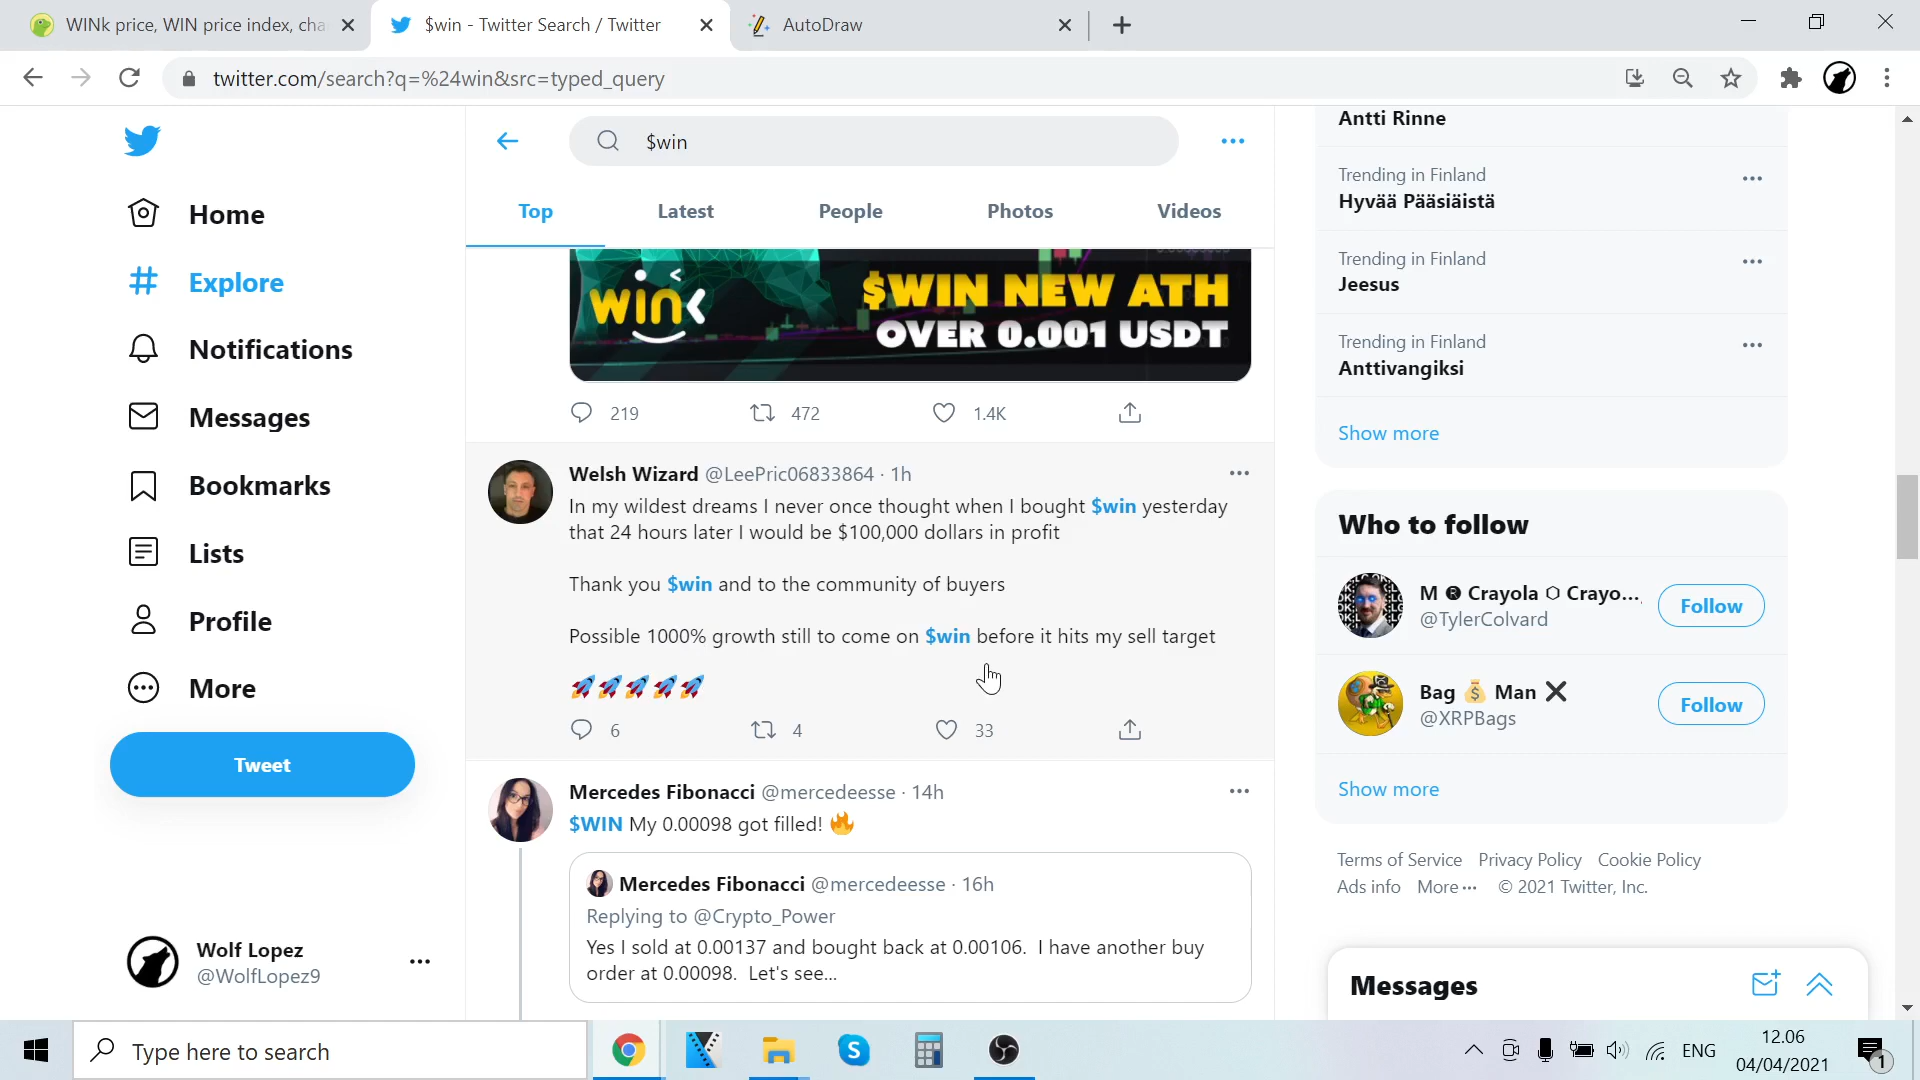 WINk price, WIN price index, cha
$win - Twitter Search / Twitter
AutoDraw
twitter.com/search?q=%24win&src=typed_query
$win
Top
Latest
People
Photos
Videos
Home
Explore
Notifications
Messages
Bookmarks
Lists
Profile
More
Tweet
Wolf Lopez
@WolfLopez9
win
$WIN NEW ATH
OVER 0.001 USDT
219
472
1.4K
Welsh Wizard @LeePric06833864 · 1h
In my wildest dreams I never once thought when I bought $win yesterday
that 24 hours later I would be $100,000 dollars in profit
Thank you $win and to the community of buyers
Possible 1000% growth still to come on $win before it hits my sell target
🚀🚀🚀🚀🚀
6
4
33
Mercedes Fibonacci @mercedeesse · 14h
$WIN My 0.00098 got filled! 🔥
Mercedes Fibonacci @mercedeesse · 16h
Replying to @Crypto_Power
Yes I sold at 0.00137 and bought back at 0.00106. I have another buy
order at 0.00098. Let's see...
Antti Rinne
Trending in Finland
Hyvää Pääsiäistä
Trending in Finland
Jeesus
Trending in Finland
Anttivangiksi
Show more
Who to follow
M ® Crayola ⬡ Crayo...
@TylerColvard
Follow
Bag 💰 Man ✕
@XRPBags
Follow
Show more
Terms of Service Privacy Policy Cookie Policy
Ads info More ··· © 2021 Twitter, Inc.
Messages
Type here to search
ENG
12.06
04/04/2021
1